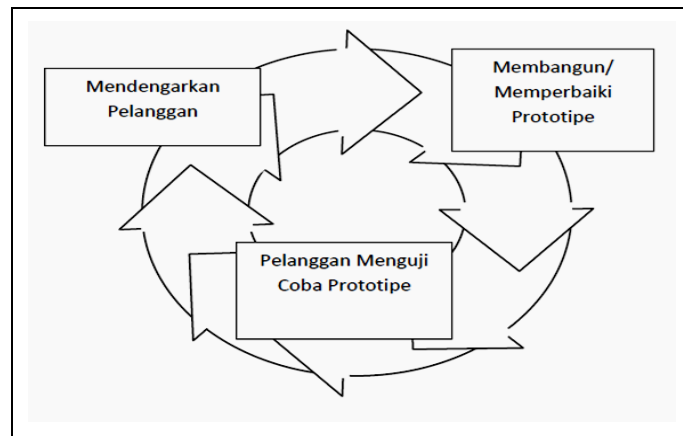 Mendengarkan
Pelanggan
Membangun/
Memperbaiki
Prototipe
Pelanggan Menguji
Coba Prototipe